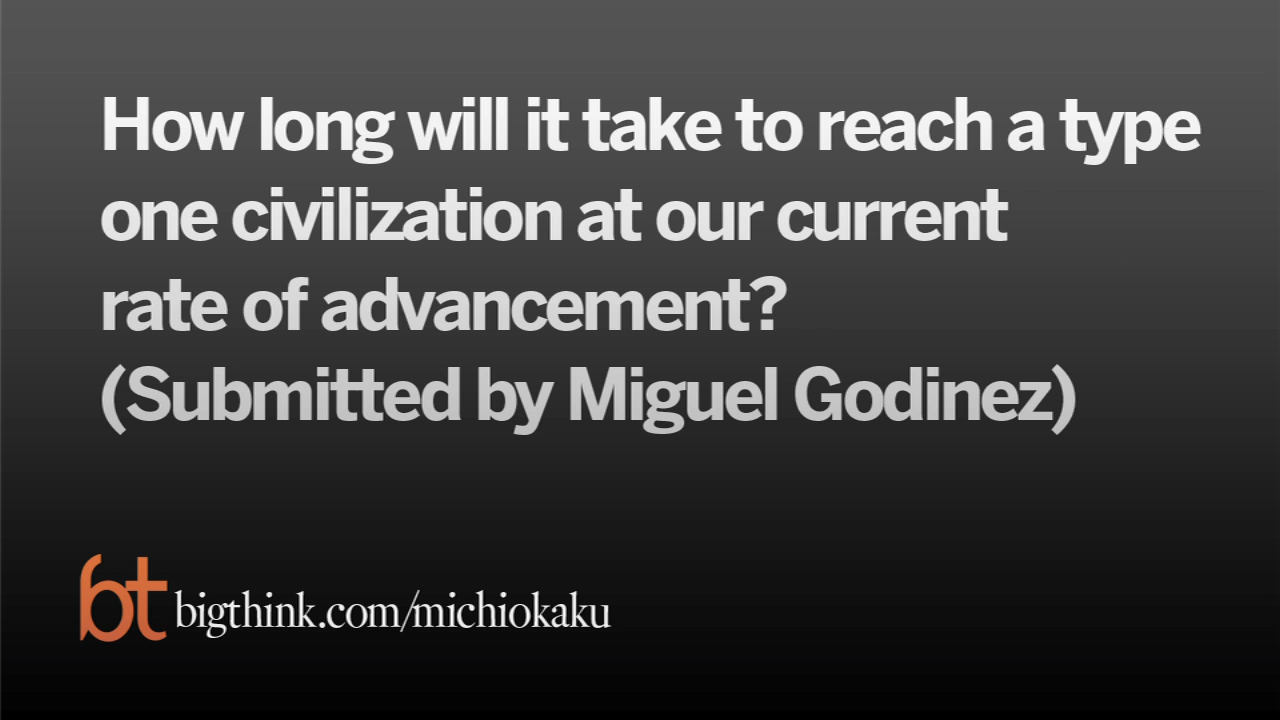 How long will it take to reach a type
one civilization at our current
rate of advancement?
(Submitted by Miguel Godinez)
bt bigthink.com/michiokaku